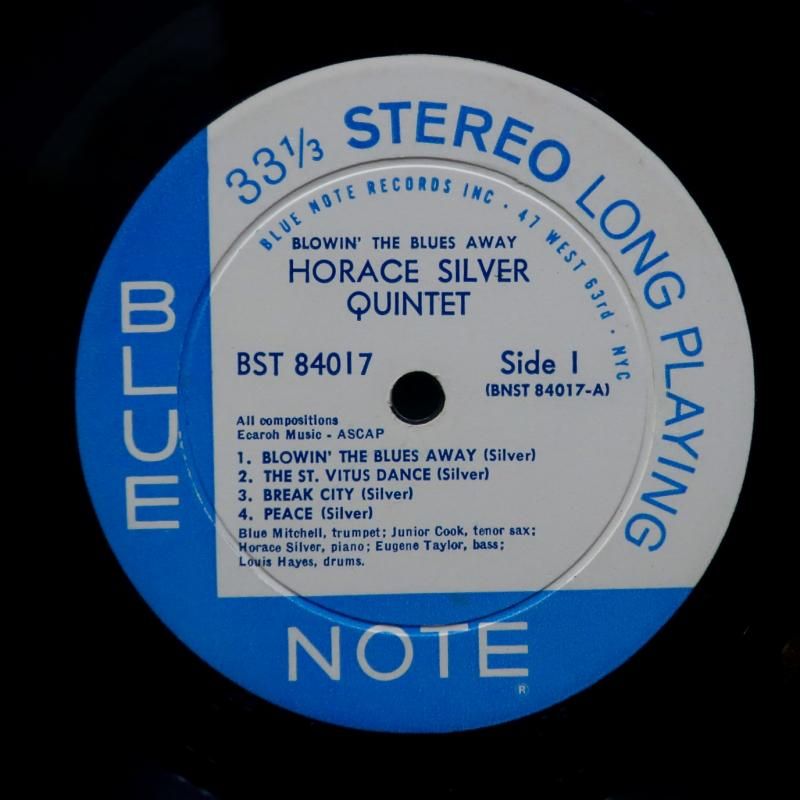 33⅓ STEREO LONG PLAYING
BLUE NOTE RECORDS INC · 47 WEST 63rd · NYC
BLOWIN' THE BLUES AWAY
HORACE SILVER
QUINTET
BST 84017
Side 1
(BNST 84017-A)
All compositions
Ecaroh Music - ASCAP
1. BLOWIN' THE BLUES AWAY (Silver)
2. THE ST. VITUS DANCE (Silver)
3. BREAK CITY (Silver)
4. PEACE (Silver)
Blue Mitchell, trumpet; Junior Cook, tenor sax;
Horace Silver, piano; Eugene Taylor, bass;
Louis Hayes, drums.
BLUE
NOTE
®